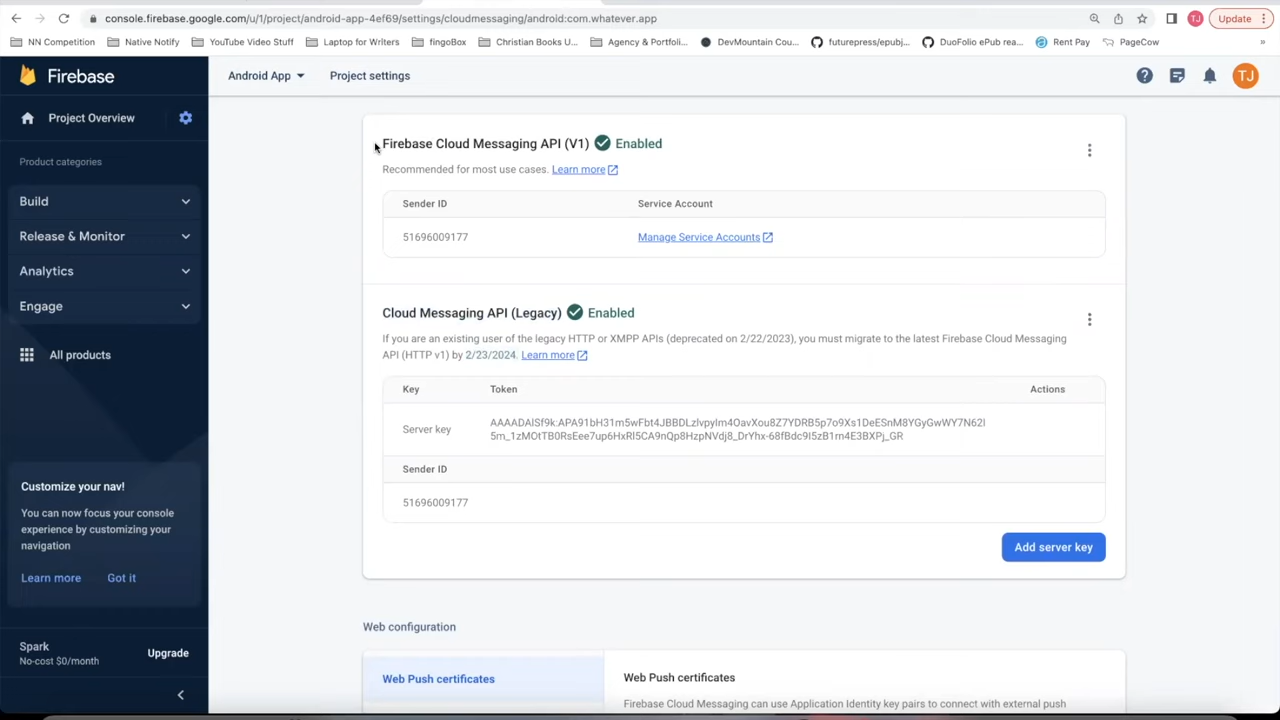 console.firebase.google.com/u/1/project/android-app-4ef69/settings/cloudmessaging/android:com.whatever.app
TJ
Update
NN Competition
Native Notify
YouTube Video Stuff
Laptop for Writers
fingoBox
Christian Books U...
Agency & Portfoli...
DevMountain Cou...
futurepress/epubj...
DuoFolio ePub rea...
Rent Pay
PageCow
»
Firebase
Android App
Project settings
TJ
Project Overview
Product categories
Build
Release & Monitor
Analytics
Engage
All products
Customize your nav!
You can now focus your console
experience by customizing your
navigation
Learn more
Got it
Spark
No-cost $0/month
Upgrade
Firebase Cloud Messaging API (V1) Enabled
Recommended for most use cases. Learn more
Sender ID
Service Account
51696009177
Manage Service Accounts
Cloud Messaging API (Legacy) Enabled
If you are an existing user of the legacy HTTP or XMPP APIs (deprecated on 2/22/2023), you must migrate to the latest Firebase Cloud Messaging
API (HTTP v1) by 2/23/2024. Learn more
Key
Token
Actions
Server key
Sender ID
51696009177
Add server key
Web configuration
Web Push certificates
Web Push certificates
Firebase Cloud Messaging can use Application Identity key pairs to connect with external push